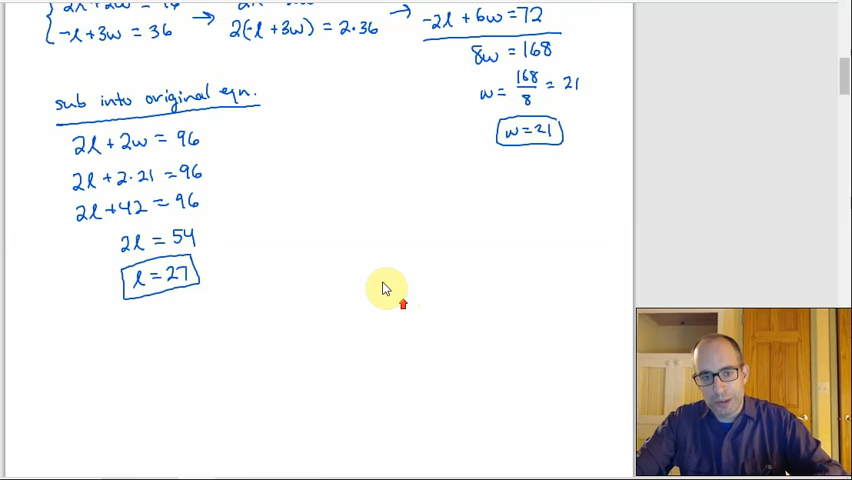 -2l + 6w = 72
-l + 3w = 36 → 2(-l + 3w) = 2·36 →
8w = 168
w = 168/8 = 21
w = 21
sub into original eqn.
2l + 2w = 96
2l + 2·21 = 96
2l + 42 = 96
2l = 54
l = 27